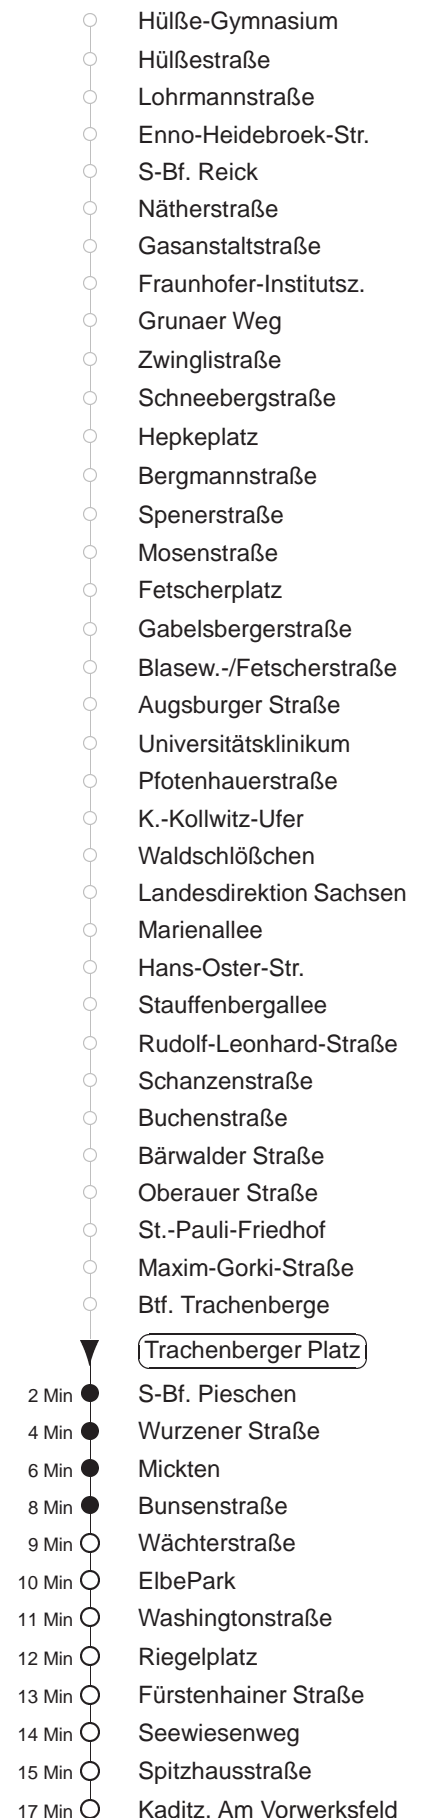 Hülße-Gymnasium
Hülßestraße
Lohrmannstraße
Enno-Heidebroek-Str.
S-Bf. Reick
Nätherstraße
Gasanstaltstraße
Fraunhofer-Institutsz.
Grunaer Weg
Zwinglistraße
Schneebergstraße
Hepkeplatz
Bergmannstraße
Spenerstraße
Mosenstraße
Fetscherplatz
Gabelsbergerstraße
Blasew.-/Fetscherstraße
Augsburger Straße
Universitätsklinikum
Pfotenhauerstraße
K.-Kollwitz-Ufer
Waldschlößchen
Landesdirektion Sachsen
Marienallee
Hans-Oster-Str.
Stauffenbergallee
Rudolf-Leonhard-Straße
Schanzenstraße
Buchenstraße
Bärwalder Straße
Oberauer Straße
St.-Pauli-Friedhof
Maxim-Gorki-Straße
Btf. Trachenberge
Trachenberger Platz
2 Min S-Bf. Pieschen
4 Min Wurzener Straße
6 Min Mickten
8 Min Bunsenstraße
9 Min Wächterstraße
10 Min ElbePark
11 Min Washingtonstraße
12 Min Riegelplatz
13 Min Fürstenhainer Straße
14 Min Seewiesenweg
15 Min Spitzhausstraße
17 Min Kaditz, Am Vorwerksfeld